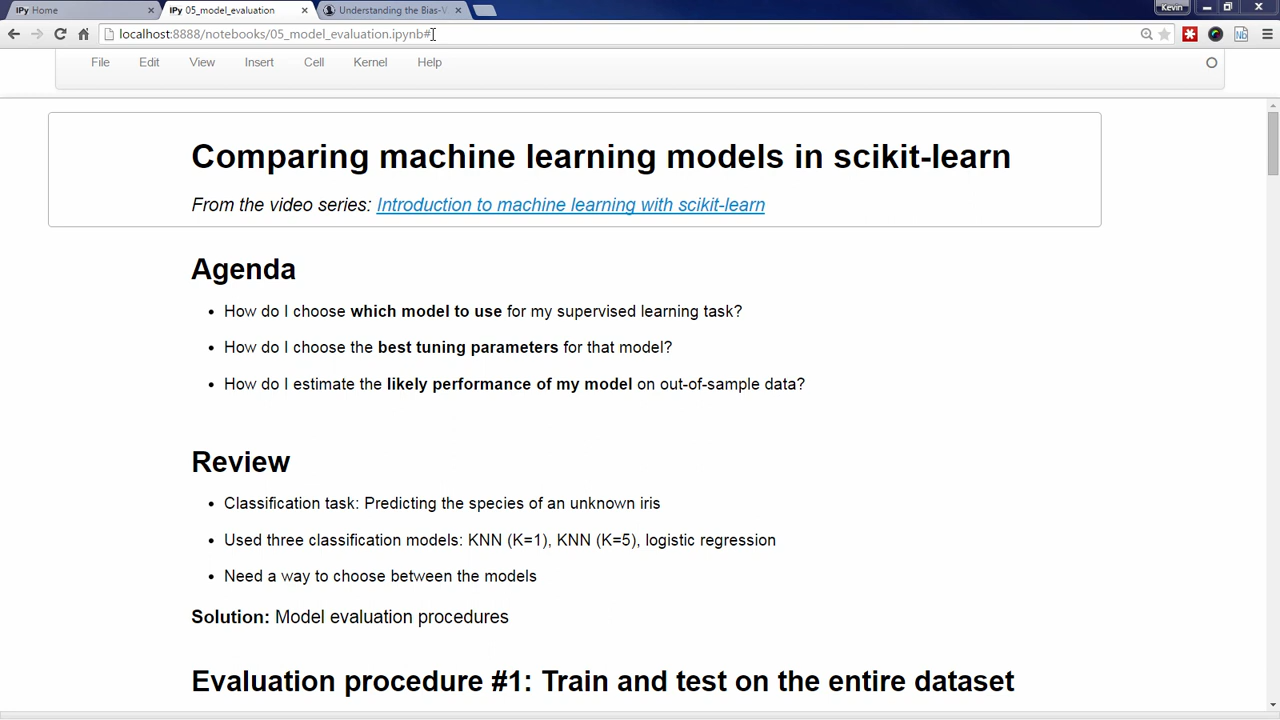 IPy Home
IPy 05_model_evaluation
Understanding the Bias-V
Kevin
localhost:8888/notebooks/05_model_evaluation.ipynb#
File Edit View Insert Cell Kernel Help
Comparing machine learning models in scikit-learn
From the video series: Introduction to machine learning with scikit-learn
Agenda
• How do I choose which model to use for my supervised learning task?
• How do I choose the best tuning parameters for that model?
• How do I estimate the likely performance of my model on out-of-sample data?
Review
• Classification task: Predicting the species of an unknown iris
• Used three classification models: KNN (K=1), KNN (K=5), logistic regression
• Need a way to choose between the models
Solution: Model evaluation procedures
Evaluation procedure #1: Train and test on the entire dataset